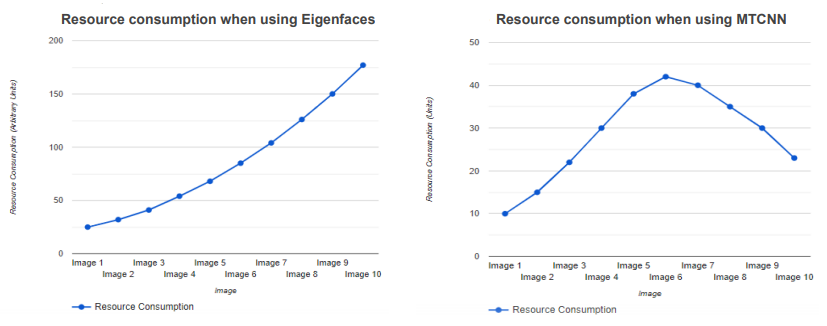 Resource consumption when using Eigenfaces
200
150
100
50
0
Resource Consumption (Arbitrary Units)
Image 1
Image 2
Image 3
Image 4
Image 5
Image 6
Image 7
Image 8
Image 9
Image 10
Image
Resource Consumption
Resource consumption when using MTCNN
50
40
30
20
10
0
Resource Consumption (Units)
Image 1
Image 2
Image 3
Image 4
Image 5
Image 6
Image 7
Image 8
Image 9
Image 10
Image
Resource Consumption